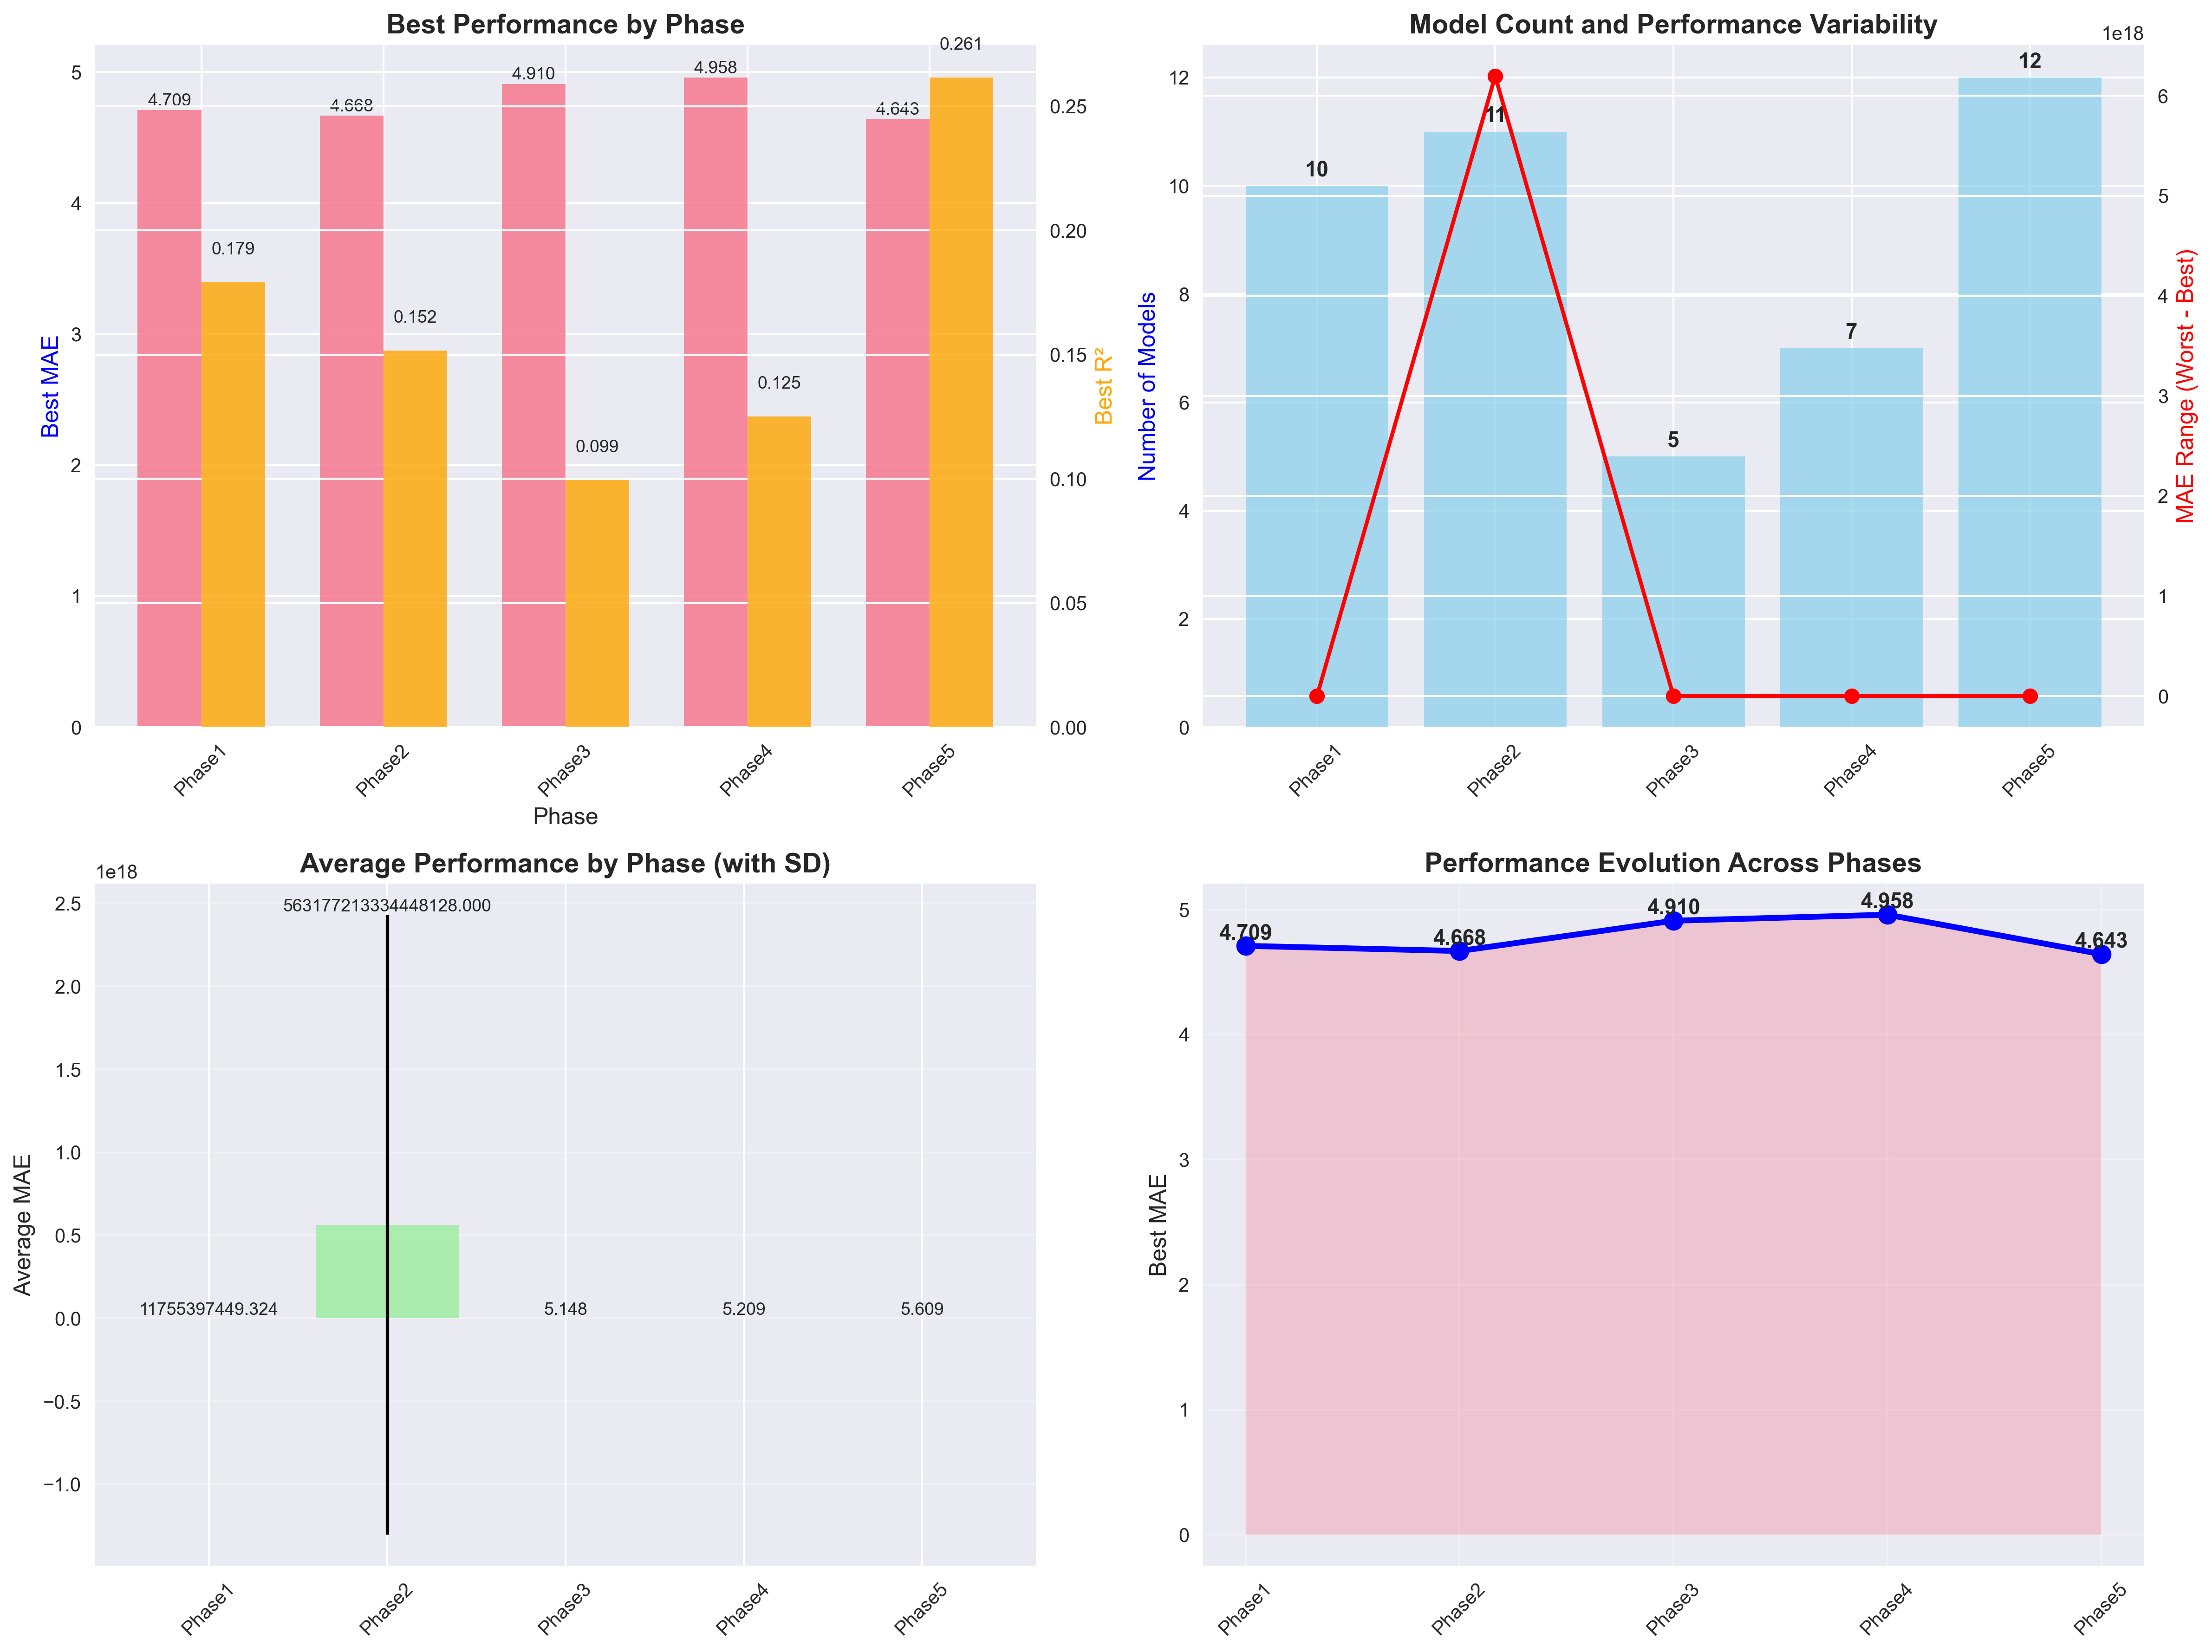 Best Performance by Phase
5
4
3
2
1
0
Best MAE
4.709
4.668
4.910
4.958
4.643
0.179
0.152
0.099
0.125
0.261
0.25
0.20
0.15
0.10
0.05
0.00
Best R²
Phase1
Phase2
Phase3
Phase4
Phase5
Phase
Model Count and Performance Variability
1e18
12
10
8
6
4
2
0
Number of Models
10
11
5
7
12
6
5
4
3
2
1
0
MAE Range (Worst - Best)
Phase1
Phase2
Phase3
Phase4
Phase5
Average Performance by Phase (with SD)
1e18
2.5
2.0
1.5
1.0
0.5
0.0
−0.5
−1.0
Average MAE
11755397449.324
563177213334448128.000
5.148
5.209
5.609
Phase1
Phase2
Phase3
Phase4
Phase5
Performance Evolution Across Phases
5
4
3
2
1
0
Best MAE
4.709
4.668
4.910
4.958
4.643
Phase1
Phase2
Phase3
Phase4
Phase5